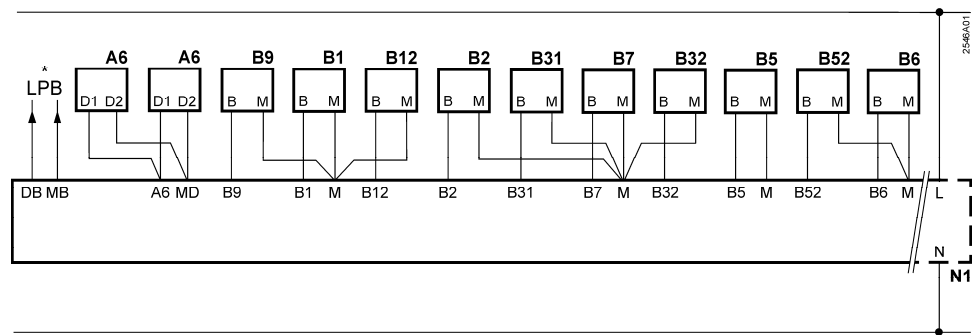 2546A01
*
LPB
A6 A6 B9 B1 B12 B2 B31 B7 B32 B5 B52 B6
D1 D2 D1 D2 B M B M B M B M B M B M B M B M B M B M
DB MB A6 MD B9 B1 M B12 B2 B31 B7 M B32 B5 M B52 B6 M L
N
N1